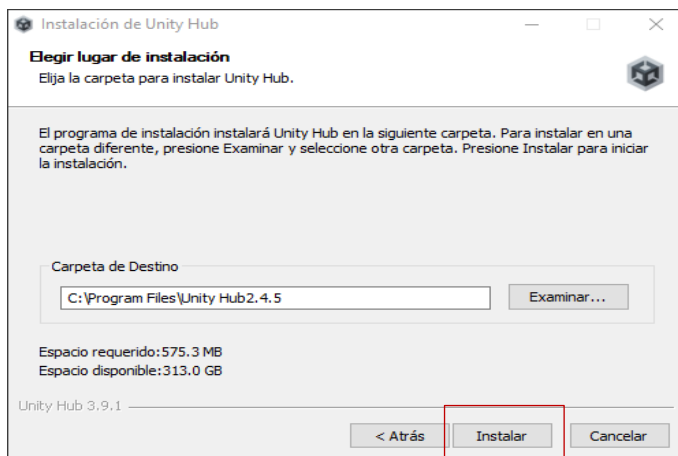 Instalación de Unity Hub
Elegir lugar de instalación
Elija la carpeta para instalar Unity Hub.
El programa de instalación instalará Unity Hub en la siguiente carpeta. Para instalar en una
carpeta diferente, presione Examinar y seleccione otra carpeta. Presione Instalar para iniciar
la instalación.
Carpeta de Destino
C:\Program Files\Unity Hub2.4.5
Examinar...
Espacio requerido:575.3 MB
Espacio disponible:313.0 GB
Unity Hub 3.9.1
< Atrás
Instalar
Cancelar